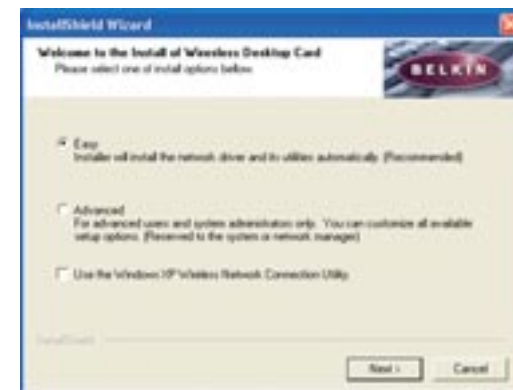 InstallShield Wizard
Welcome to the Install of Wireless Desktop Card
Please select one of install options bellow.
BELKIN
Easy
Installer will install the network driver and its utilities automatically. (Recommended)
Advanced
For advanced users and system administrators only. You can customize all available
setup options. (Reserved to the system or network manager)
Use the Windows XP Wireless Network Connection Utility.
InstallShield
Next >
Cancel